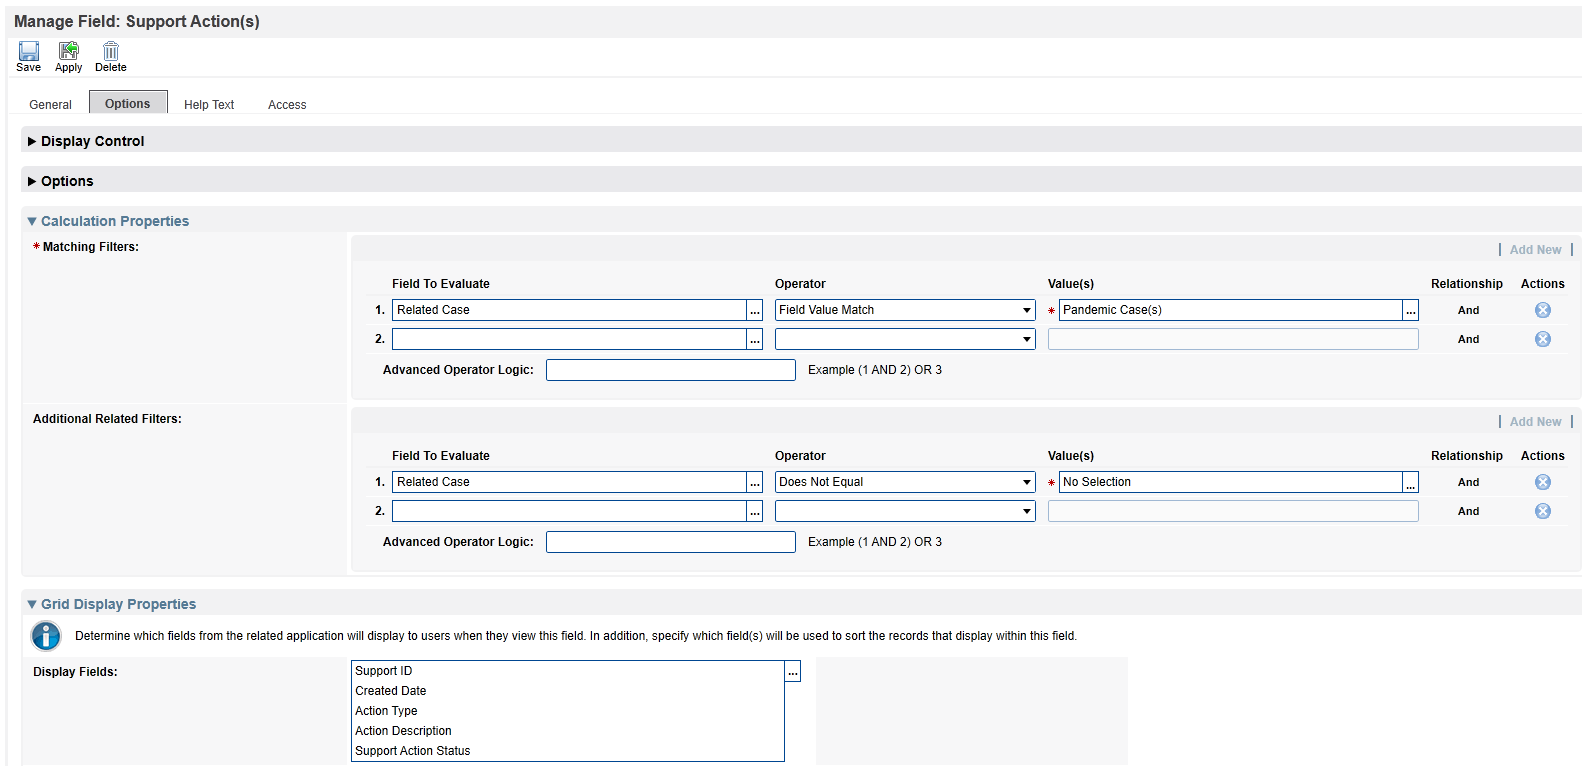 Manage Field: Support Action(s)
Save Apply Delete
General Options Help Text Access
Display Control
Options
Calculation Properties
* Matching Filters:
Add New
Field To Evaluate Operator Value(s) Relationship Actions
1. Related Case ... Field Value Match * Pandemic Case(s) ... And
2. ... And
Advanced Operator Logic: Example (1 AND 2) OR 3
Additional Related Filters:
Add New
Field To Evaluate Operator Value(s) Relationship Actions
1. Related Case ... Does Not Equal * No Selection ... And
2. ... And
Advanced Operator Logic: Example (1 AND 2) OR 3
Grid Display Properties
Determine which fields from the related application will display to users when they view this field. In addition, specify which field(s) will be used to sort the records that display within this field.
Display Fields:
Support ID ...
Created Date
Action Type
Action Description
Support Action Status